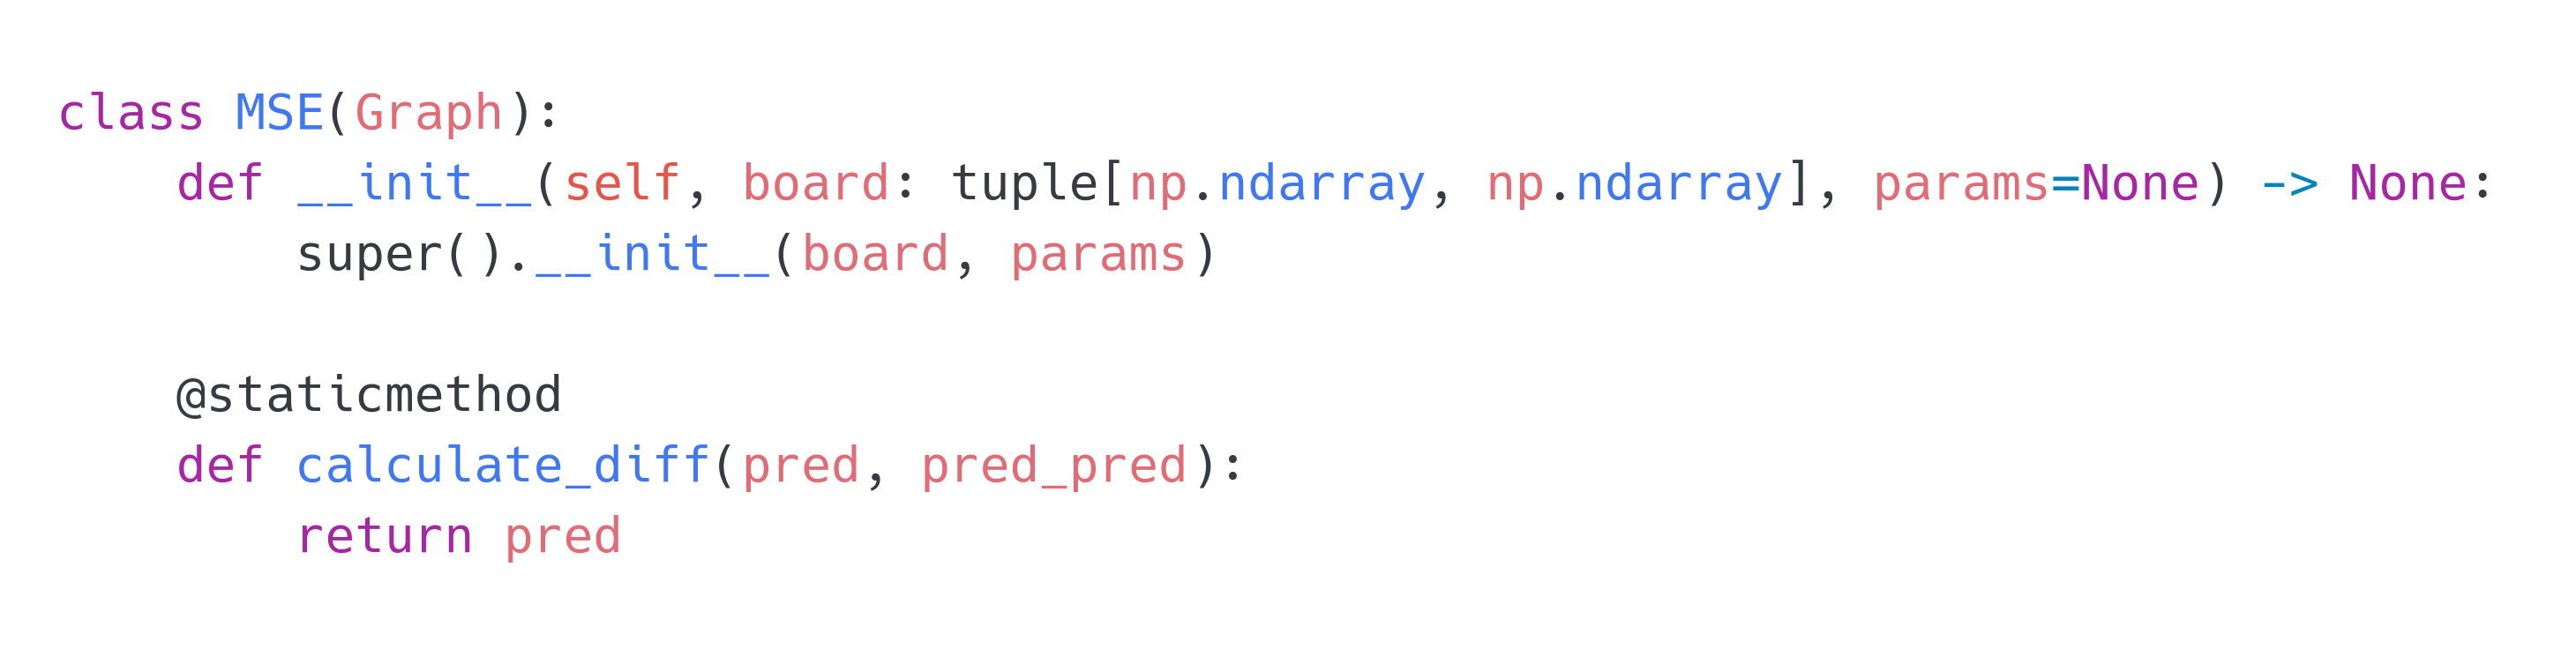 class MSE(Graph):
    def __init__(self, board: tuple[np.ndarray, np.ndarray], params=None) -> None:
        super().__init__(board, params)

    @staticmethod
    def calculate_diff(pred, pred_pred):
        return pred